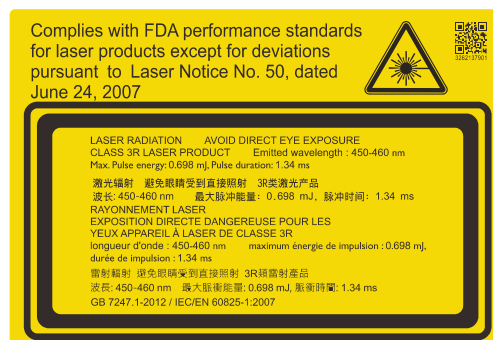 Complies with FDA performance standards
for laser products except for deviations
pursuant to Laser Notice No. 50, dated
June 24, 2007
3262137901
LASER RADIATION AVOID DIRECT EYE EXPOSURE
CLASS 3R LASER PRODUCT Emitted wavelength : 450-460 nm
Max. Pulse energy: 0.698 mJ, Pulse duration: 1.34 ms
激光辐射 避免眼睛受到直接照射 3R类激光产品
波长: 450-460 nm 最大脉冲能量: 0.698 mJ, 脉冲时间: 1.34 ms
RAYONNEMENT LASER
EXPOSITION DIRECTE DANGEREUSE POUR LES
YEUX APPAREIL À LASER DE CLASSE 3R
longueur d'onde : 450-460 nm maximum énergie de impulsion : 0.698 mJ,
durée de impulsion : 1.34 ms
雷射輻射 避免眼睛受到直接照射 3R類雷射產品
波長: 450-460 nm 最大脈衝能量: 0.698 mJ, 脈衝時間: 1.34 ms
GB 7247.1-2012 / IEC/EN 60825-1:2007